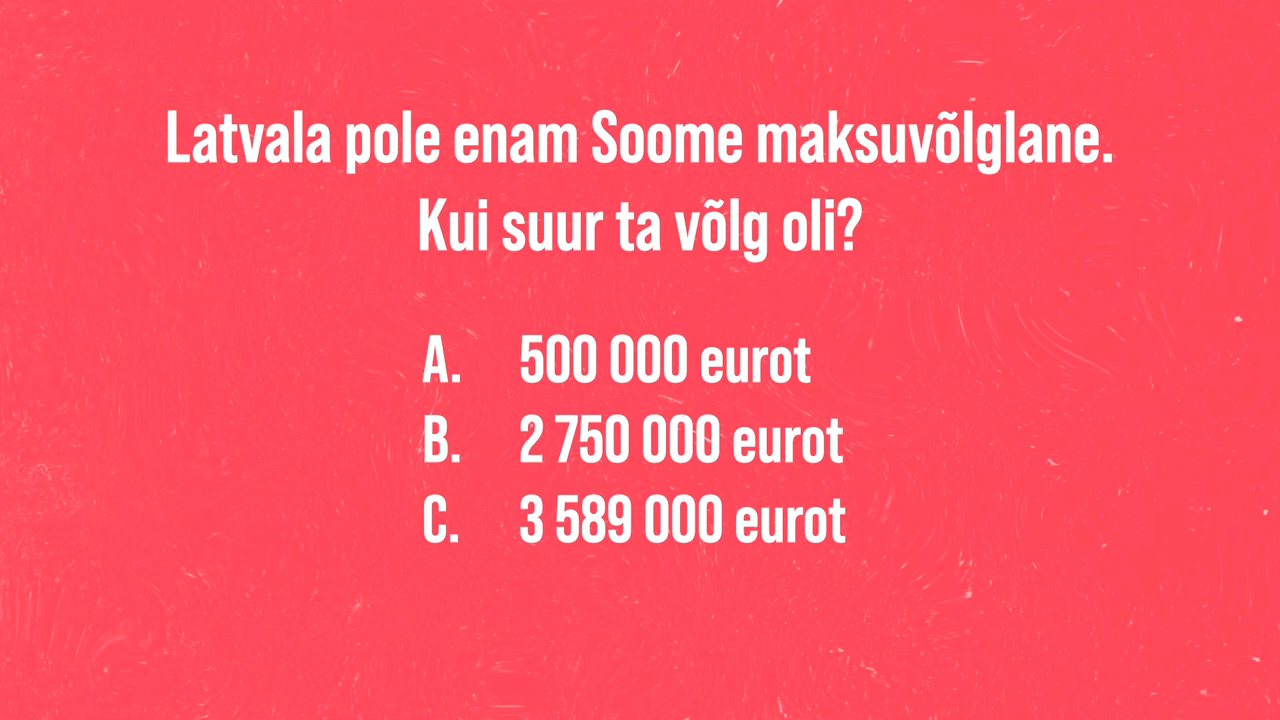 Latvala pole enam Soome maksuvõlglane.
Kui suur ta võlg oli?
A. 500 000 eurot
B. 2 750 000 eurot
C. 3 589 000 eurot